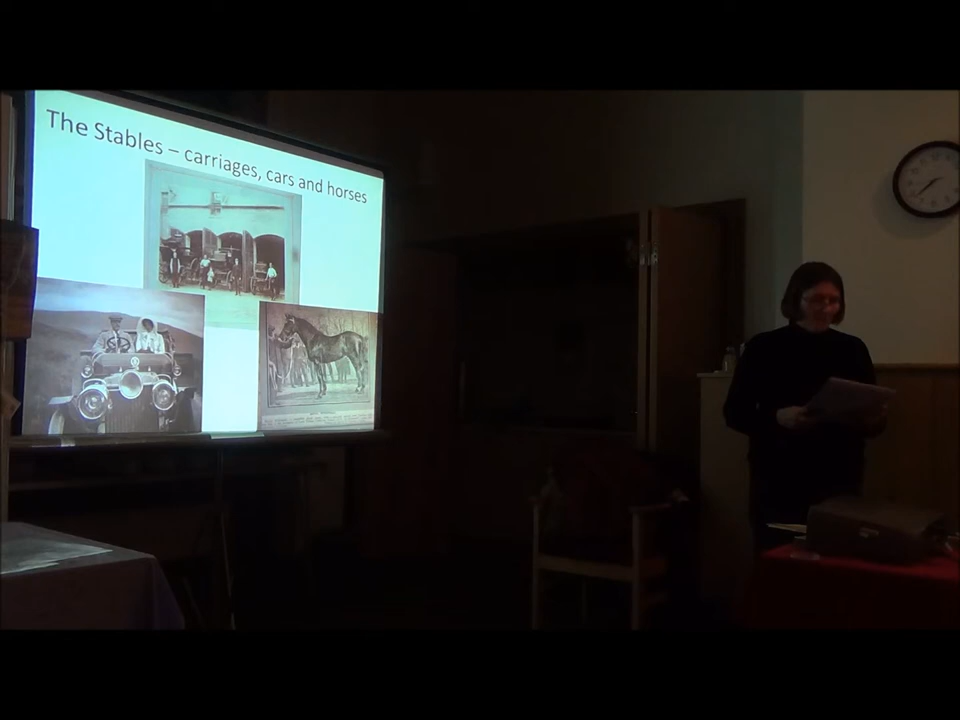 The Stables – carriages, cars and horses